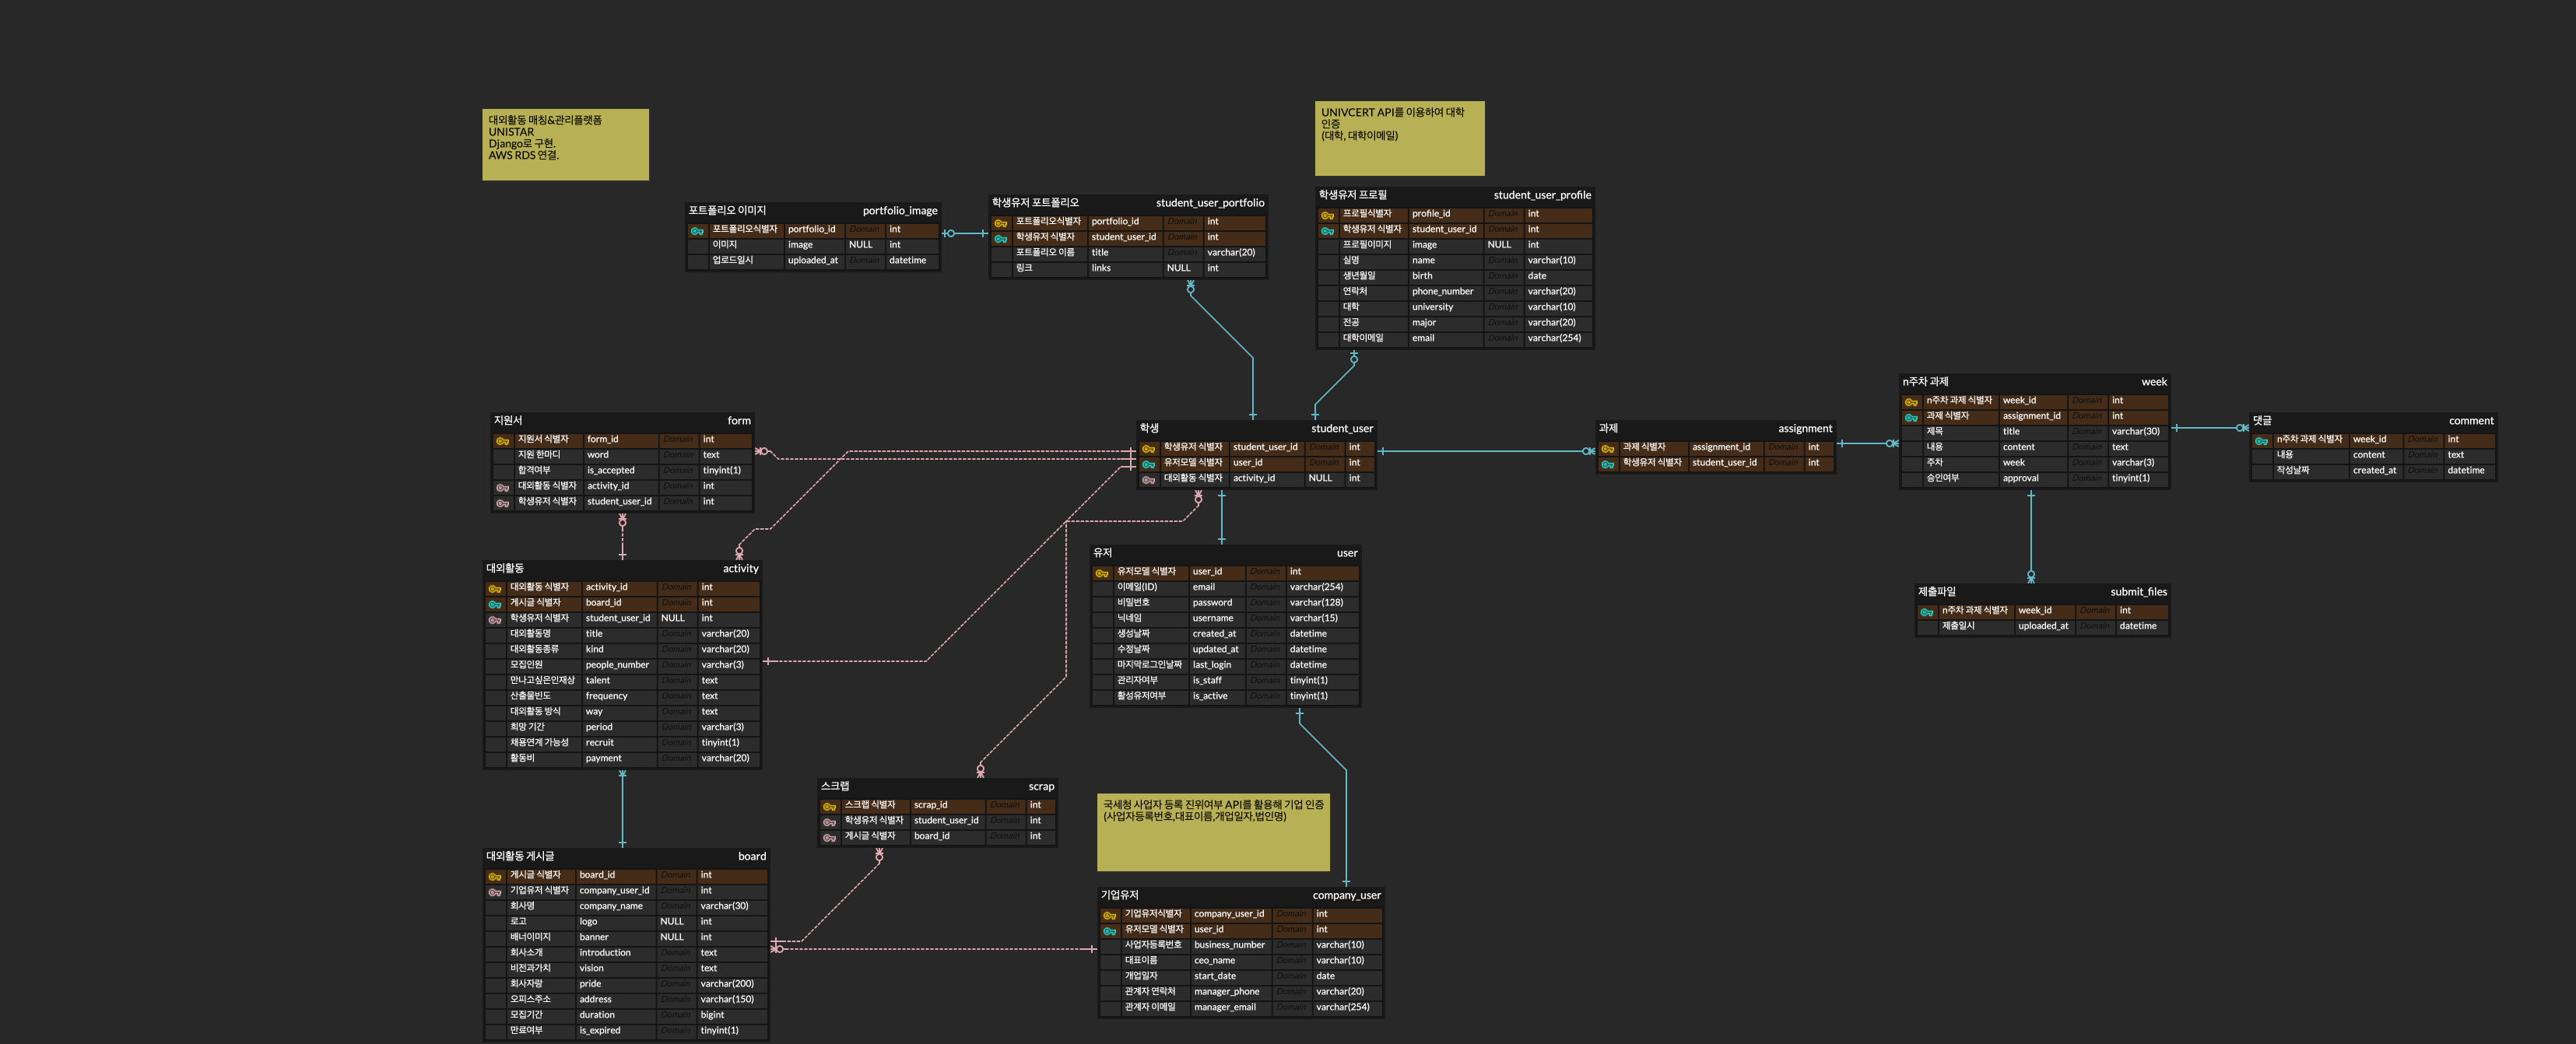 대외활동 매칭&관리플랫폼
UNISTAR
Django로 구현.
AWS RDS 연결.
UNIVCERT API를 이용하여 대학
인증
(대학, 대학이메일)
포트폴리오 이미지 portfolio_image
포트폴리오식별자 portfolio_id Domain int
이미지 image NULL int
업로드일시 uploaded_at Domain datetime
학생유저 포트폴리오 student_user_portfolio
포트폴리오식별자 portfolio_id Domain int
학생유저 식별자 student_user_id Domain int
포트폴리오 이름 title Domain varchar(20)
링크 links NULL int
학생유저 프로필 student_user_profile
프로필식별자 profile_id Domain int
학생유저 식별자 student_user_id Domain int
프로필이미지 image NULL int
실명 name Domain varchar(10)
생년월일 birth Domain date
연락처 phone_number Domain varchar(20)
대학 university Domain varchar(10)
전공 major Domain varchar(20)
대학이메일 email Domain varchar(254)
지원서 form
지원서 식별자 form_id Domain int
지원 한마디 word Domain text
합격여부 is_accepted Domain tinyint(1)
대외활동 식별자 activity_id Domain int
학생유저 식별자 student_user_id Domain int
학생 student_user
학생유저 식별자 student_user_id Domain int
유저모델 식별자 user_id Domain int
대외활동 식별자 activity_id NULL int
과제 assignment
과제 식별자 assignment_id Domain int
학생유저 식별자 student_user_id Domain int
n주차 과제 week
n주차 과제 식별자 week_id Domain int
과제 식별자 assignment_id Domain int
제목 title Domain varchar(30)
내용 content Domain text
주차 week Domain varchar(3)
승인여부 approval Domain tinyint(1)
댓글 comment
n주차 과제 식별자 week_id Domain int
내용 content Domain text
작성날짜 created_at Domain datetime
대외활동 activity
대외활동 식별자 activity_id Domain int
게시글 식별자 board_id Domain int
학생유저 식별자 student_user_id NULL int
대외활동명 title Domain varchar(20)
대외활동종류 kind Domain varchar(20)
모집인원 people_number Domain varchar(3)
만나고싶은인재상 talent Domain text
산출물빈도 frequency Domain text
대외활동 방식 way Domain text
희망 기간 period Domain varchar(3)
채용연계 가능성 recruit Domain tinyint(1)
활동비 payment Domain varchar(20)
유저 user
유저모델 식별자 user_id Domain int
이메일(ID) email Domain varchar(254)
비밀번호 password Domain varchar(128)
닉네임 username Domain varchar(15)
생성날짜 created_at Domain datetime
수정날짜 updated_at Domain datetime
마지막로그인날짜 last_login Domain datetime
관리자여부 is_staff Domain tinyint(1)
활성유저여부 is_active Domain tinyint(1)
제출파일 submit_files
n주차 과제 식별자 week_id Domain int
제출일시 uploaded_at Domain datetime
스크랩 scrap
스크랩 식별자 scrap_id Domain int
학생유저 식별자 student_user_id Domain int
게시글 식별자 board_id Domain int
국세청 사업자 등록 진위여부 API를 활용해 기업 인증
(사업자등록번호,대표이름,개업일자,법인명)
대외활동 게시글 board
게시글 식별자 board_id Domain int
기업유저 식별자 company_user_id Domain int
회사명 company_name Domain varchar(30)
로고 logo NULL int
배너이미지 banner NULL int
회사소개 introduction Domain text
비전과가치 vision Domain text
회사자랑 pride Domain varchar(200)
오피스주소 address Domain varchar(150)
모집기간 duration Domain bigint
만료여부 is_expired Domain tinyint(1)
기업유저 company_user
기업유저식별자 company_user_id Domain int
유저모델 식별자 user_id Domain int
사업자등록번호 business_number Domain varchar(10)
대표이름 ceo_name Domain varchar(10)
개업일자 start_date Domain date
관계자 연락처 manager_phone Domain varchar(20)
관계자 이메일 manager_email Domain varchar(254)